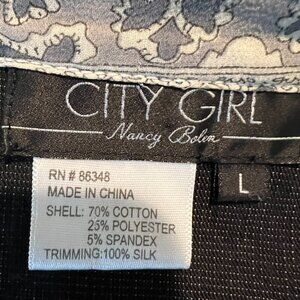 CITY GIRL
Nancy Bolen
L
RN # 86348
MADE IN CHINA
SHELL: 70% COTTON
25% POLYESTER
5% SPANDEX
TRIMMING:100% SILK